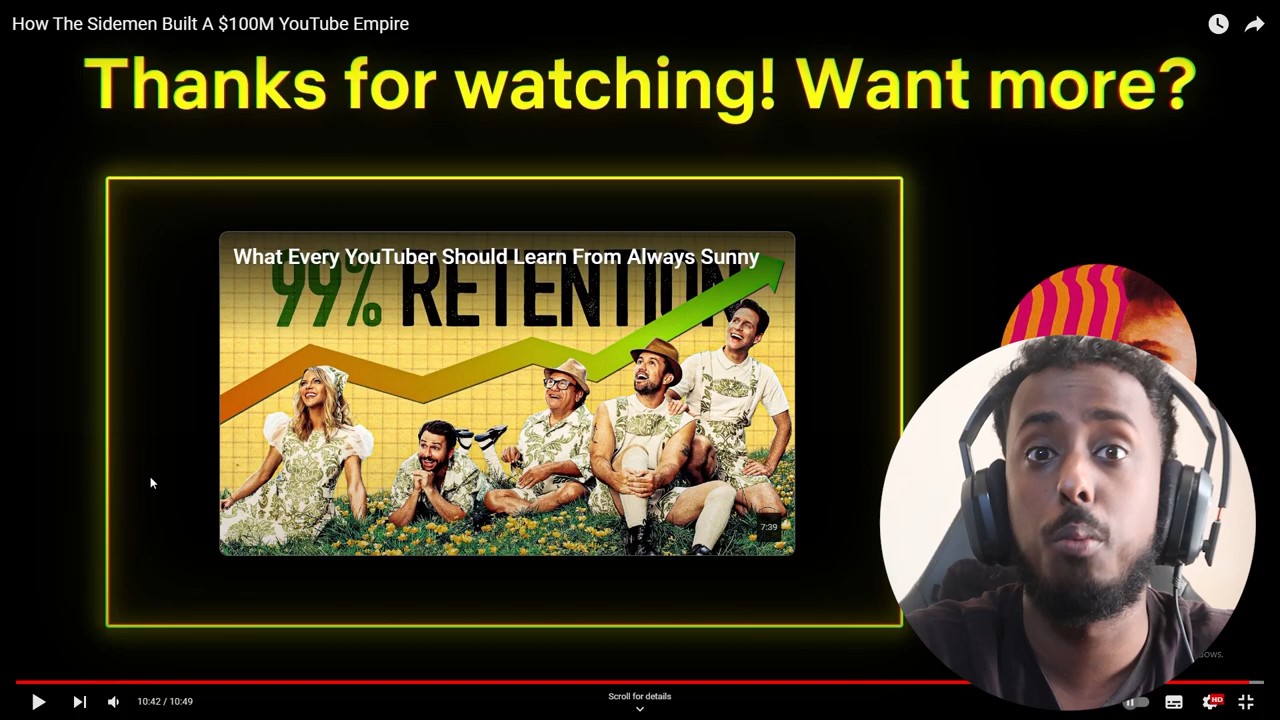 How The Sidemen Built A $100M YouTube Empire
Thanks for watching! Want more?
What Every YouTuber Should Learn From Always Sunny
99% RETENTION
7:39
10:42 / 10:49
Scroll for details
HD